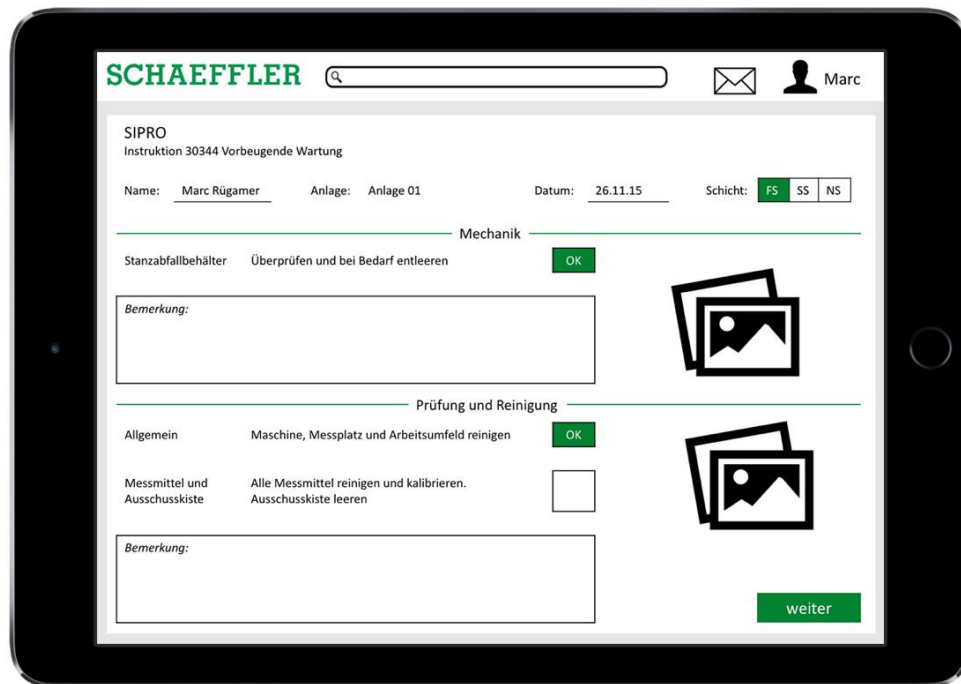 SCHAEFFLER
Marc
SIPRO
Instruktion 30344 Vorbeugende Wartung
Name: Marc Rügamer Anlage: Anlage 01 Datum: 26.11.15 Schicht: FS SS NS
Mechanik
Stanzabfallbehälter Überprüfen und bei Bedarf entleeren OK
Bemerkung:
Prüfung und Reinigung
Allgemein Maschine, Messplatz und Arbeitsumfeld reinigen OK
Messmittel und Alle Messmittel reinigen und kalibrieren.
Ausschusskiste Ausschusskiste leeren
Bemerkung:
weiter